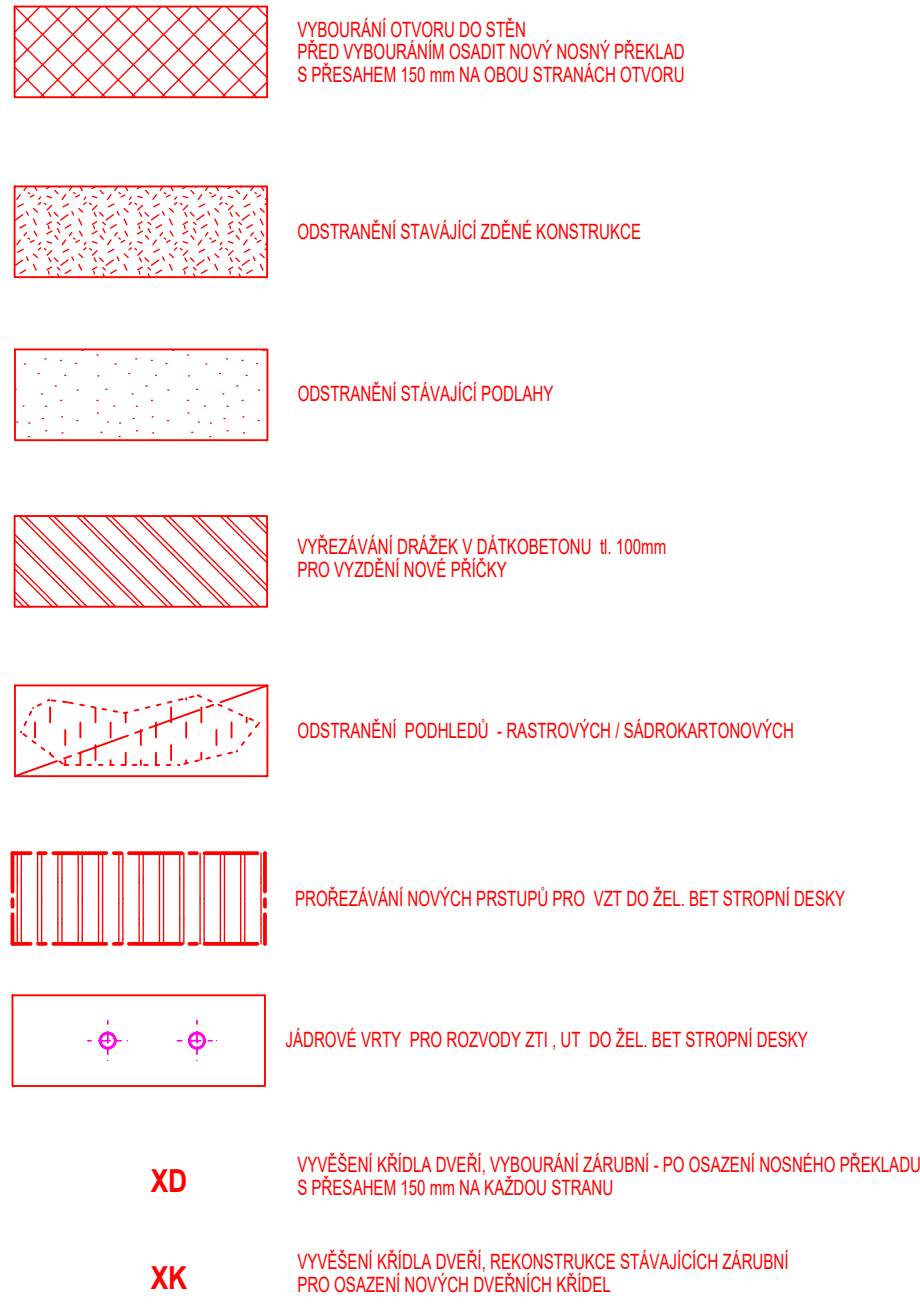 VYBOURÁNÍ OTVORU DO STĚN
PŘED VYBOURÁNÍM OSADIT NOVÝ NOSNÝ PŘEKLAD
S PŘESAHEM 150 mm NA OBOU STRANÁCH OTVORU
ODSTRANĚNÍ STAVÁJÍCÍ ZDĚNÉ KONSTRUKCE
ODSTRANĚNÍ STÁVAJÍCÍ PODLAHY
VYŘEZÁVÁNÍ DRÁŽEK V DÁTKOBETONU tl. 100mm
PRO VYZDĚNÍ NOVÉ PŘÍČKY
ODSTRANĚNÍ PODHLEDŮ - RASTROVÝCH / SÁDROKARTONOVÝCH
PROŘEZÁVÁNÍ NOVÝCH PRSTUPŮ PRO VZT DO ŽEL. BET STROPNÍ DESKY
JÁDROVÉ VRTY PRO ROZVODY ZTI , UT DO ŽEL. BET STROPNÍ DESKY
XD
VYVĚŠENÍ KŘÍDLA DVEŘÍ, VYBOURÁNÍ ZÁRUBNÍ - PO OSAZENÍ NOSNÉHO PŘEKLADU
S PŘESAHEM 150 mm NA KAŽDOU STRANU
XK
VYVĚŠENÍ KŘÍDLA DVEŘÍ, REKONSTRUKCE STÁVAJÍCÍCH ZÁRUBNÍ
PRO OSAZENÍ NOVÝCH DVEŘNÍCH KŘÍDEL